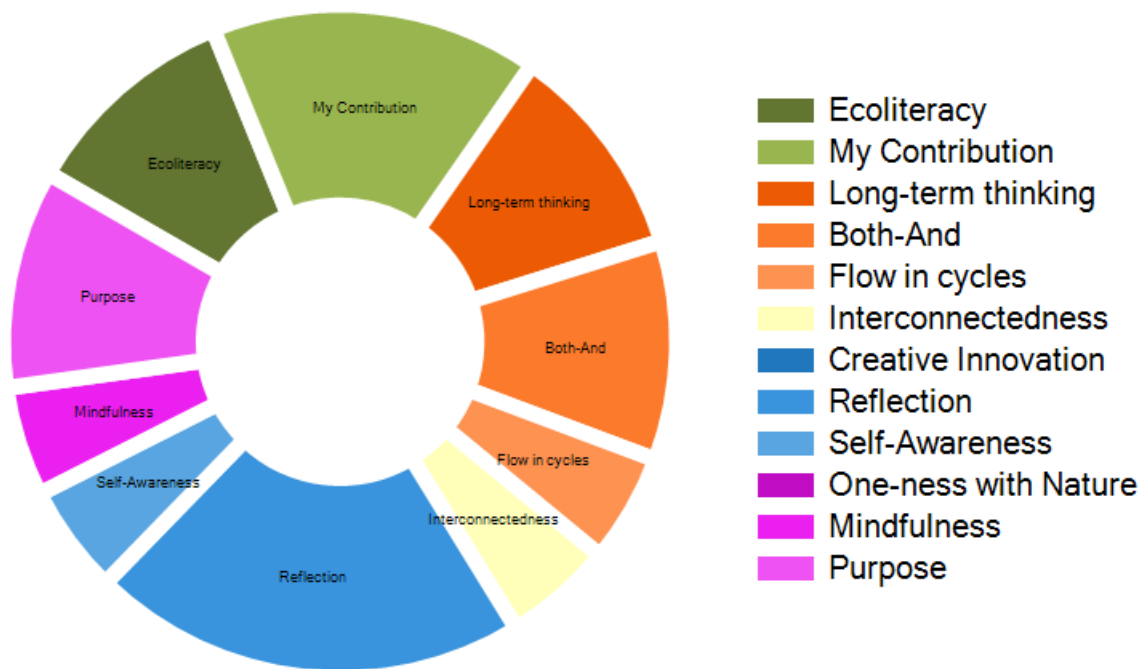 My Contribution
Ecoliteracy
Long-term thinking
Purpose
Both-And
Mindfulness
Flow in cycles
Self-Awareness
Interconnectedness
Reflection
Ecoliteracy
My Contribution
Long-term thinking
Both-And
Flow in cycles
Interconnectedness
Creative Innovation
Reflection
Self-Awareness
One-ness with Nature
Mindfulness
Purpose